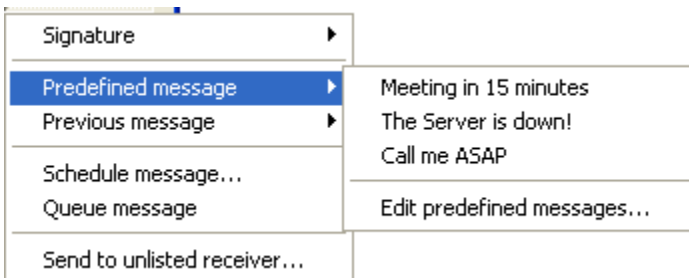 Signature
Predefined message
Previous message
Schedule message...
Queue message
Send to unlisted receiver...
Meeting in 15 minutes
The Server is down!
Call me ASAP
Edit predefined messages...